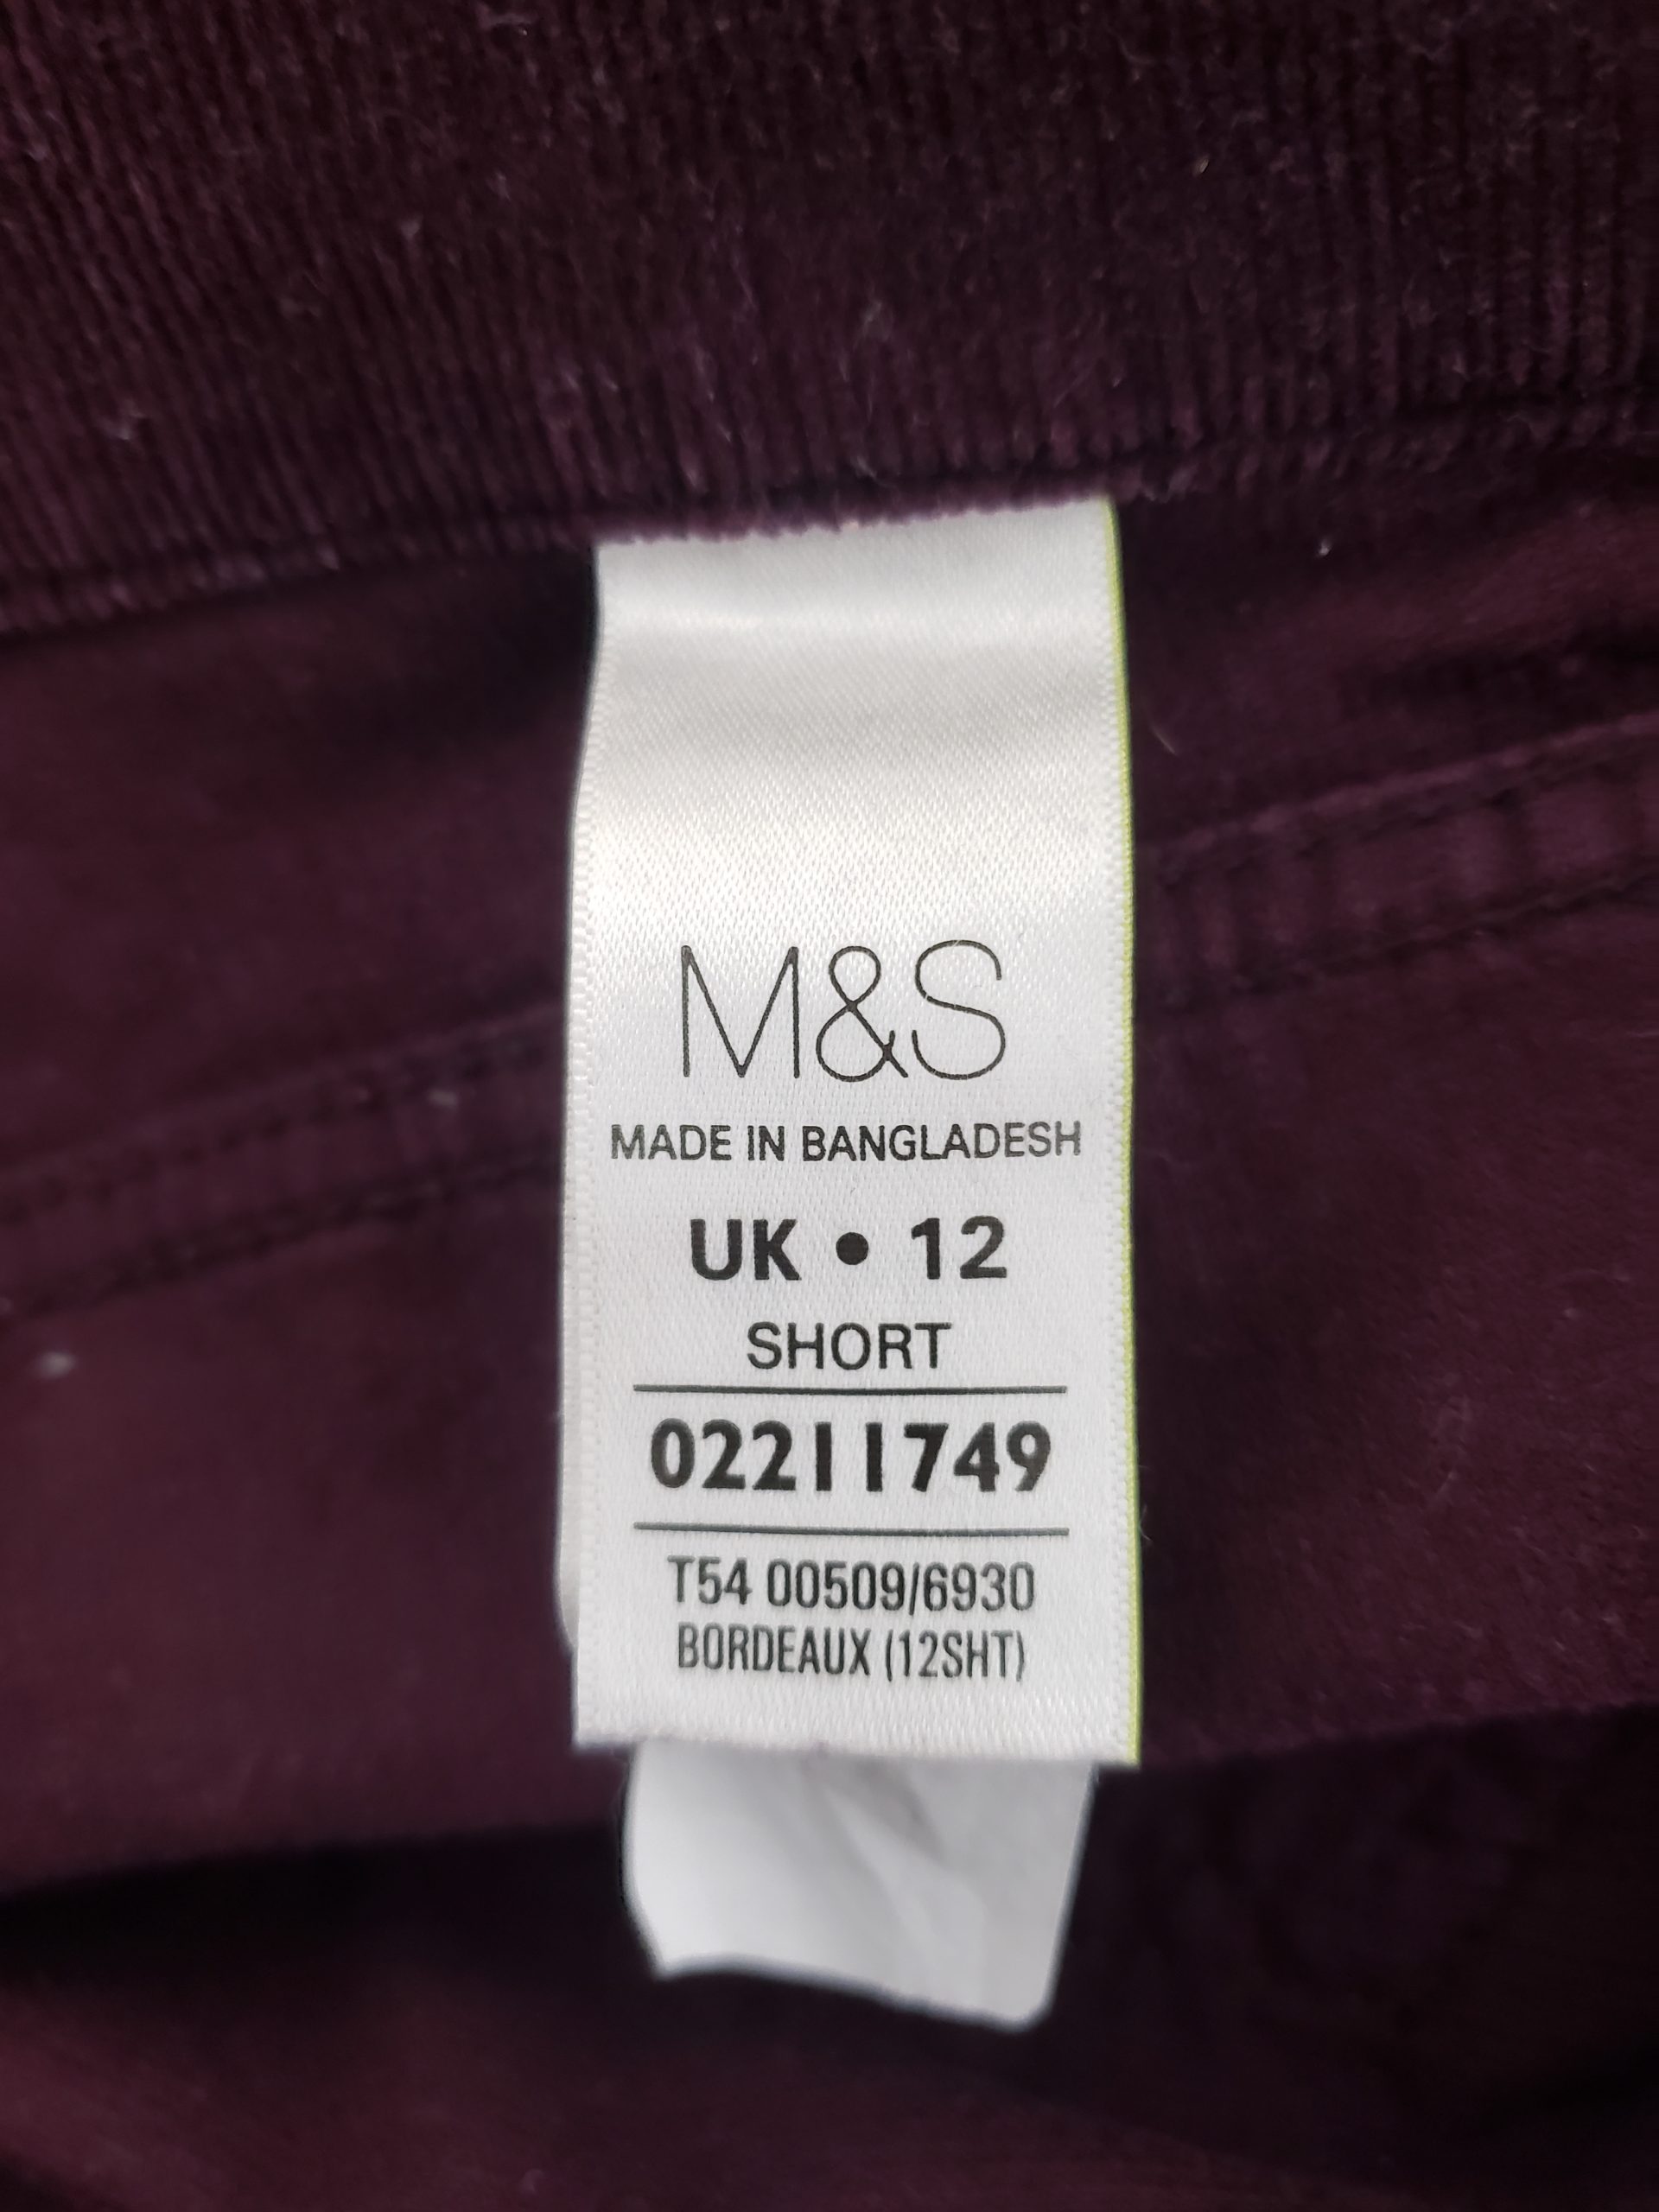 M&S
MADE IN BANGLADESH
UK • 12
SHORT
02211749
T54 00509/6930
BORDEAUX (12SHT)